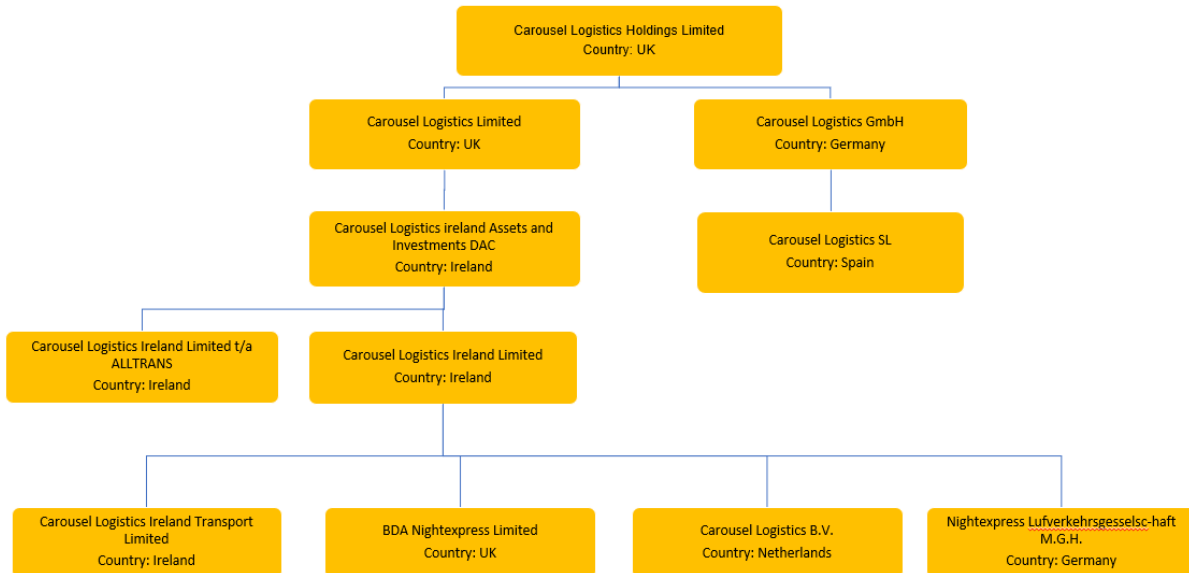 Carousel Logistics Holdings Limited
Country: UK
Carousel Logistics Limited
Country: UK
Carousel Logistics GmbH
Country: Germany
Carousel Logistics ireland Assets and
Investments DAC
Country: Ireland
Carousel Logistics SL
Country: Spain
Carousel Logistics Ireland Limited t/a
ALLTRANS
Country: Ireland
Carousel Logistics Ireland Limited
Country: Ireland
Carousel Logistics Ireland Transport
Limited
Country: Ireland
BDA Nightexpress Limited
Country: UK
Carousel Logistics B.V.
Country: Netherlands
Nightexpress Lufverkehrsgesselsc-haft
M.G.H.
Country: Germany